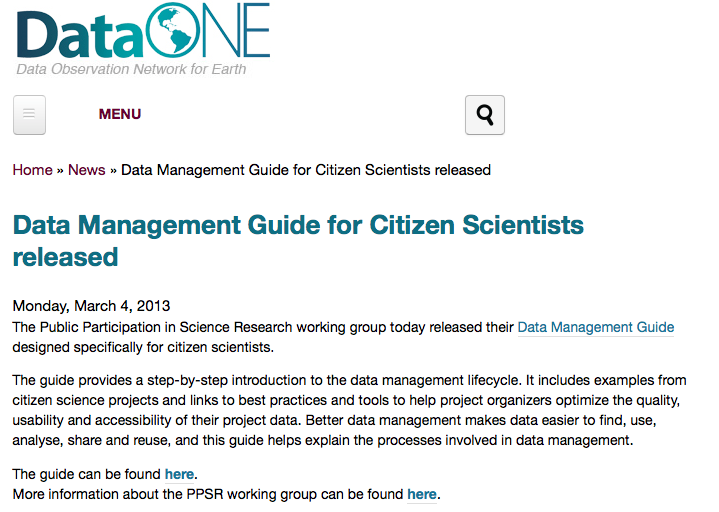 DataONE
Data Observation Network for Earth
MENU
Home » News » Data Management Guide for Citizen Scientists released
Data Management Guide for Citizen Scientists
released
Monday, March 4, 2013
The Public Participation in Science Research working group today released their Data Management Guide
designed specifically for citizen scientists.
The guide provides a step-by-step introduction to the data management lifecycle. It includes examples from
citizen science projects and links to best practices and tools to help project organizers optimize the quality,
usability and accessibility of their project data. Better data management makes data easier to find, use,
analyse, share and reuse, and this guide helps explain the processes involved in data management.
The guide can be found here.
More information about the PPSR working group can be found here.